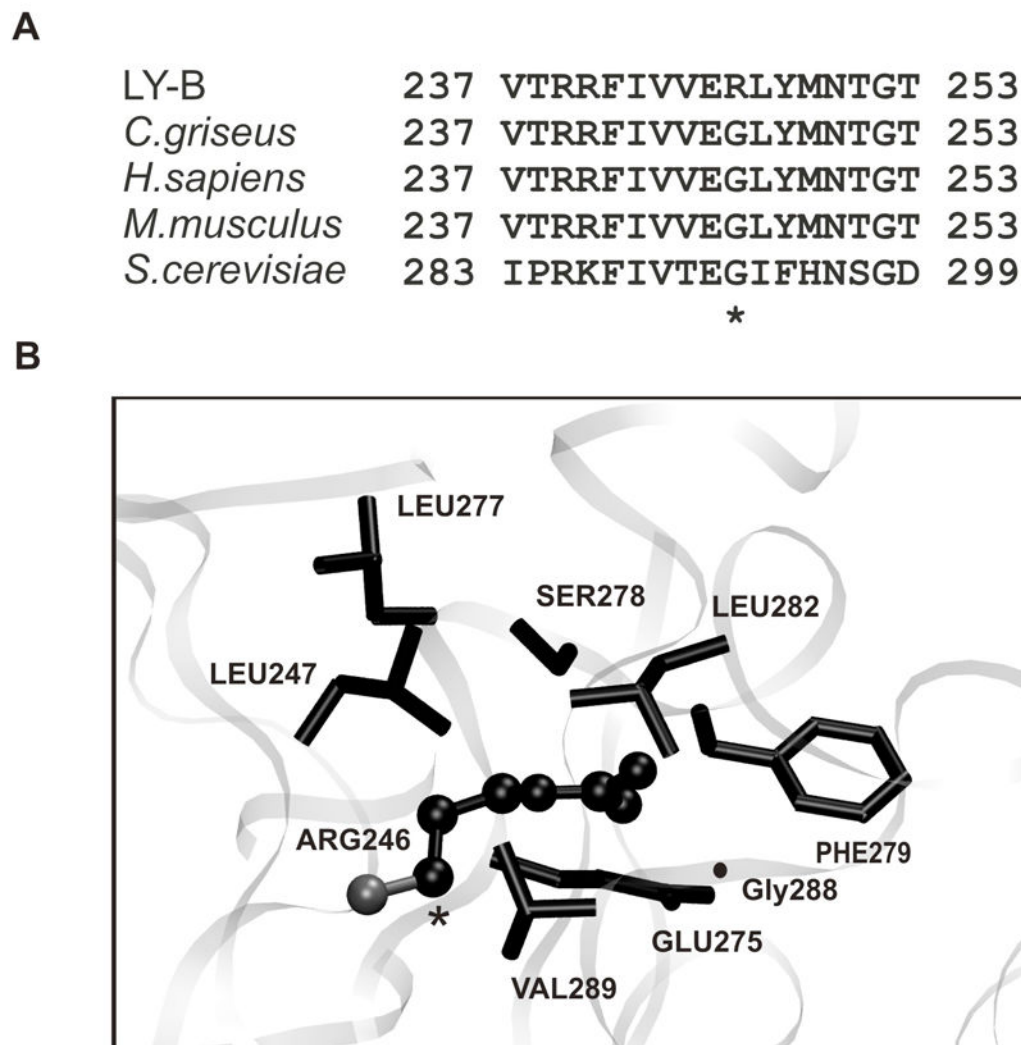 A
LY-B 237 VTRRFIVVERLYMNTGT 253
C.griseus 237 VTRRFIVVEGLYMNTGT 253
H.sapiens 237 VTRRFIVVEGLYMNTGT 253
M.musculus 237 VTRRFIVVEGLYMNTGT 253
S.cerevisiae 283 IPRKFIVTEGIFHNSGD 299
*
B
LEU277
SER278
LEU282
LEU247
ARG246
PHE279
Gly288
*
GLU275
VAL289